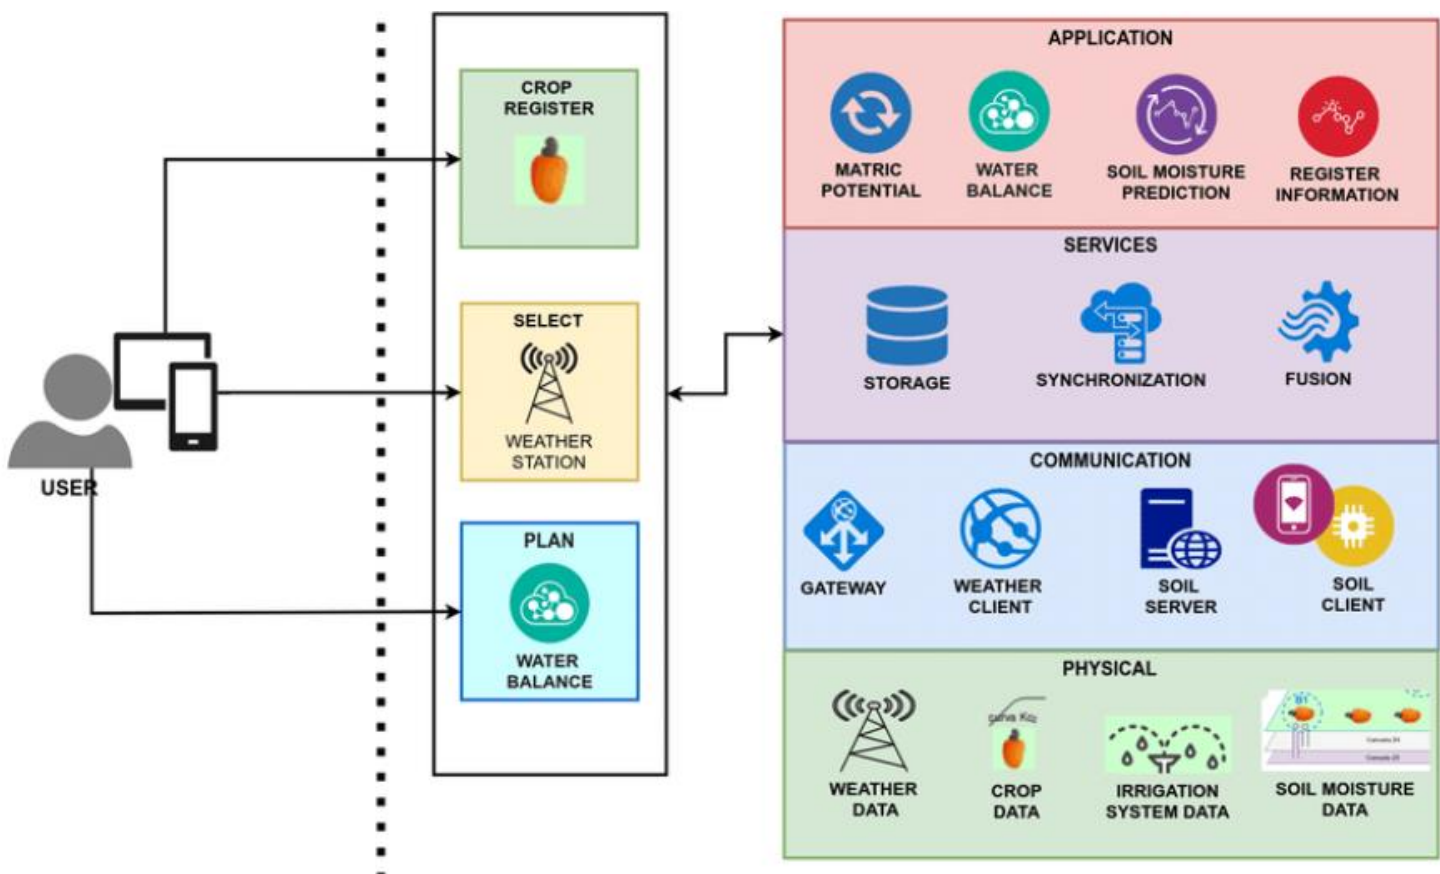 CROP
REGISTER
SELECT
WEATHER
STATION
PLAN
WATER
BALANCE
USER
APPLICATION
MATRIC
POTENTIAL
WATER
BALANCE
SOIL MOISTURE
PREDICTION
REGISTER
INFORMATION
SERVICES
STORAGE
SYNCHRONIZATION
FUSION
COMMUNICATION
GATEWAY
WEATHER
CLIENT
SOIL
SERVER
SOIL
CLIENT
PHYSICAL
WEATHER
DATA
curva Kc
CROP
DATA
IRRIGATION
SYSTEM DATA
SOIL MOISTURE
DATA